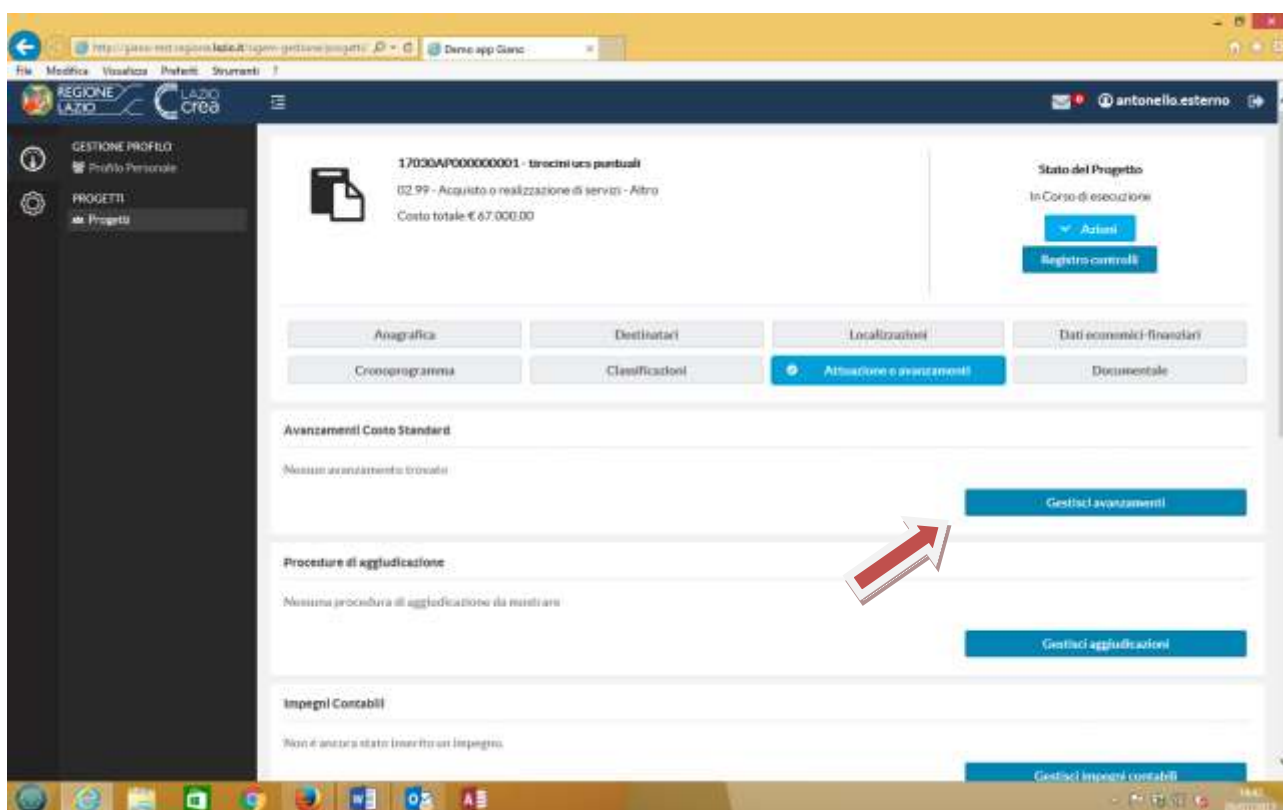 Demo app Giano
File Modifica Visualizza Preferiti Strumenti ?
REGIONE LAZIO
LAZIO crea
antonello.esterno
GESTIONE PROFILO
Profilo Personale
PROGETTI
Progetti
17030AP000000001 - tirocini ucs puntuali
02.99 - Acquisto o realizzazione di servizi - Altro
Costo totale € 67.000,00
Stato del Progetto
In Corso di esecuzione
Azioni
Registro controlli
Anagrafica
Destinatari
Localizzazioni
Dati economici-finanziari
Cronoprogramma
Classificazioni
Attuazione e avanzamenti
Documentale
Avanzamenti Costo Standard
Nessun avanzamento trovato
Gestisci avanzamenti
Procedure di aggiudicazione
Nessuna procedura di aggiudicazione da mostrare
Gestisci aggiudicazioni
Impegni Contabili
Non è ancora stato inserito un impegno.
Gestisci impegni contabili